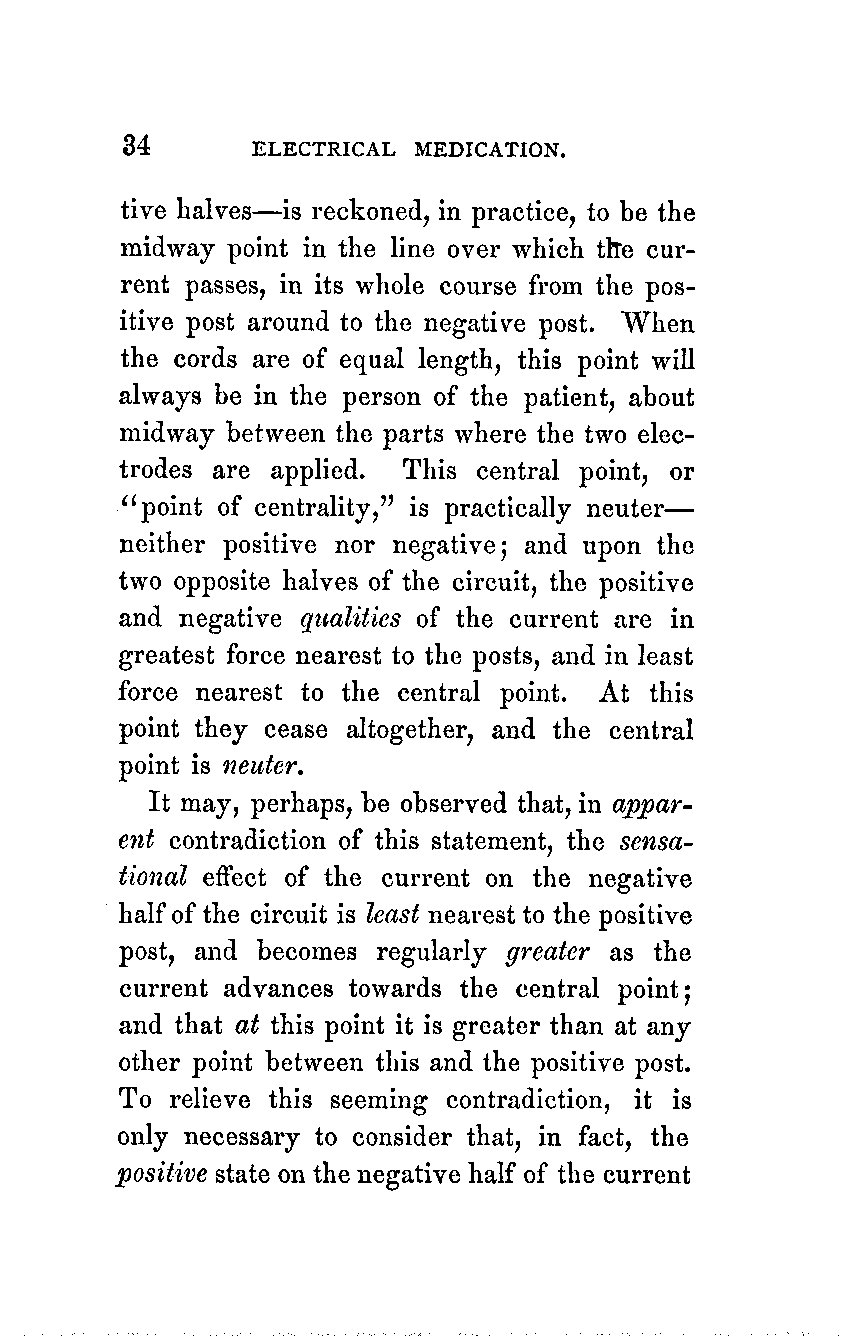 34 ELECTRICAL MEDICATION.
tive halves—is reckoned, in practice, to be the
midway point in the line over which the cur-
rent passes, in its whole course from the pos-
itive post around to the negative post. When
the cords are of equal length, this point will
always be in the person of the patient, about
midway between the parts where the two elec-
trodes are applied. This central point, or
“point of centrality,” is practically neuter—
neither positive nor negative; and upon the
two opposite halves of the circuit, the positive
and negative qualities of the current are in
greatest force nearest to the posts, and in least
force nearest to the central point. At this
point they cease altogether, and the central
point is neuter.
It may, perhaps, be observed that, in appar-
ent contradiction of this statement, the sensa-
tional effect of the current on the negative
half of the circuit is least nearest to the positive
post, and becomes regularly greater as the
current advances towards the central point;
and that at this point it is greater than at any
other point between this and the positive post.
To relieve this seeming contradiction, it is
only necessary to consider that, in fact, the
positive state on the negative half of the current